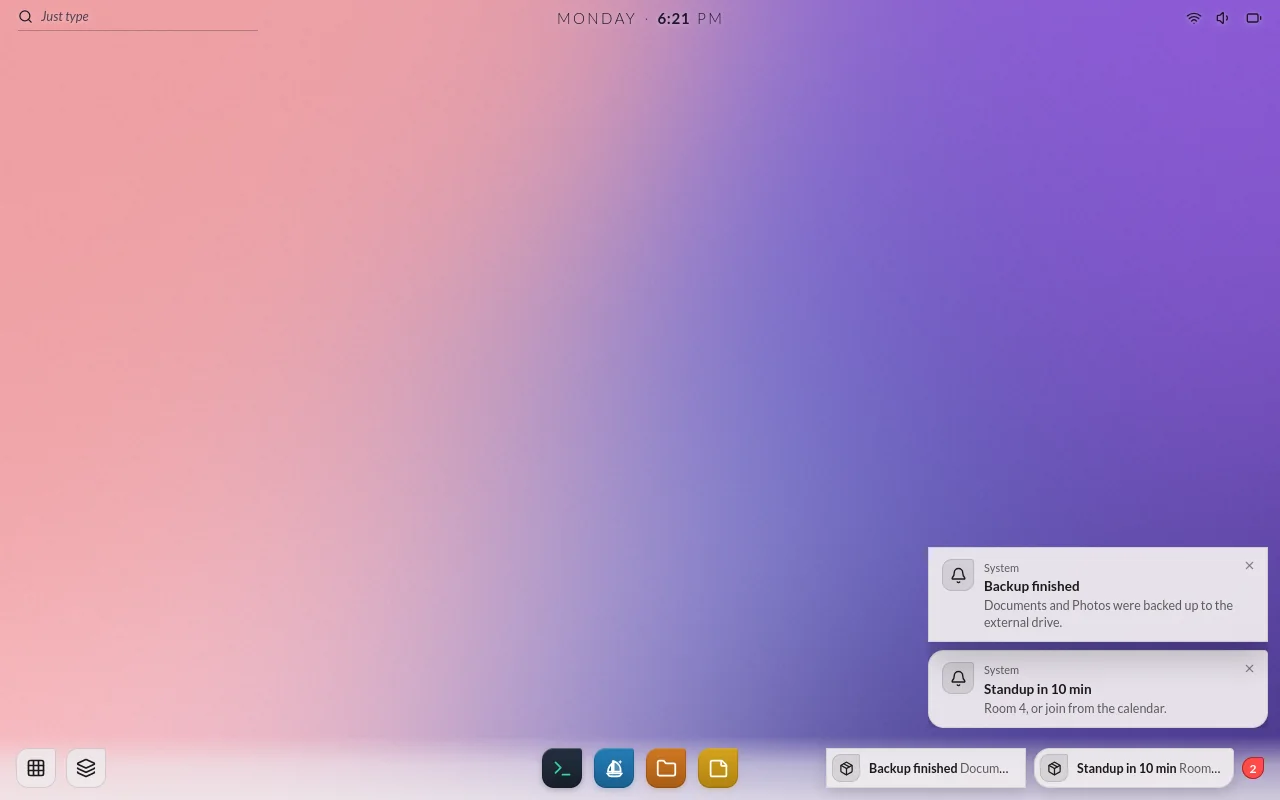 Just type
MONDAY · 6:21 PM
System
Backup finished
Documents and Photos were backed up to the
external drive.
System
Standup in 10 min
Room 4, or join from the calendar.
Backup finished Docum...
Standup in 10 min Room...
2